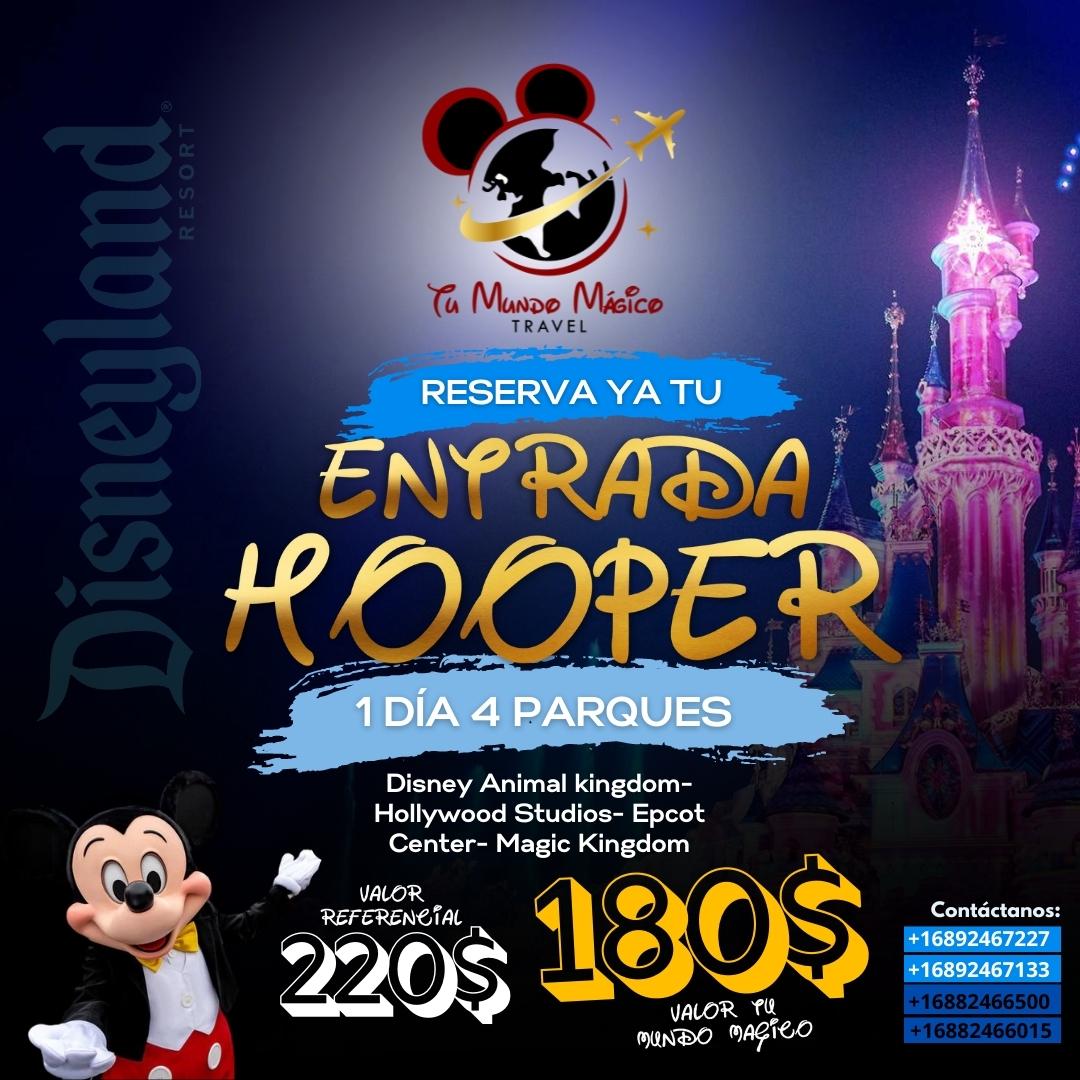 Disneyland®
RESORT
Tu Mundo Mágico
TRAVEL
RESERVA YA TU
ENTRADA
HOOPER
1 DÍA 4 PARQUES
Disney Animal kingdom-
Hollywood Studios- Epcot
Center- Magic Kingdom
VALOR
REFERENCIAL
220$
180$
VALOR TU
MUNDO MAGICO
Contáctanos:
+16892467227
+16892467133
+16882466500
+16882466015